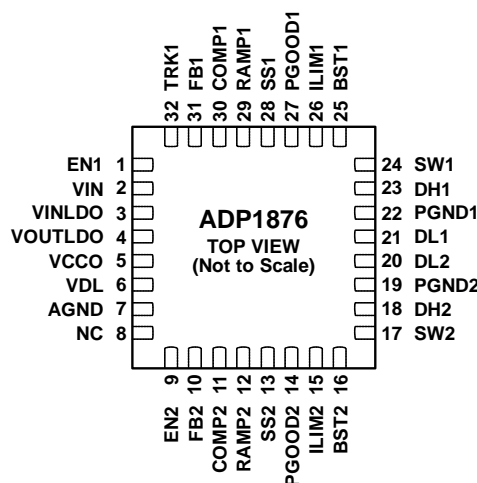 32 TRK1
31 FB1
30 COMP1
29 RAMP1
28 SS1
27 PGOOD1
26 ILIM1
25 BST1
EN1 1
VIN 2
VINLDO 3
VOUTLDO 4
VCCO 5
VDL 6
AGND 7
NC 8
ADP1876
TOP VIEW
(Not to Scale)
24 SW1
23 DH1
22 PGND1
21 DL1
20 DL2
19 PGND2
18 DH2
17 SW2
EN2 9
FB2 10
COMP2 11
RAMP2 12
SS2 13
PGOOD2 14
ILIM2 15
BST2 16